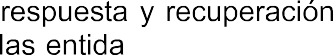 respuesta y recuperación
las entida